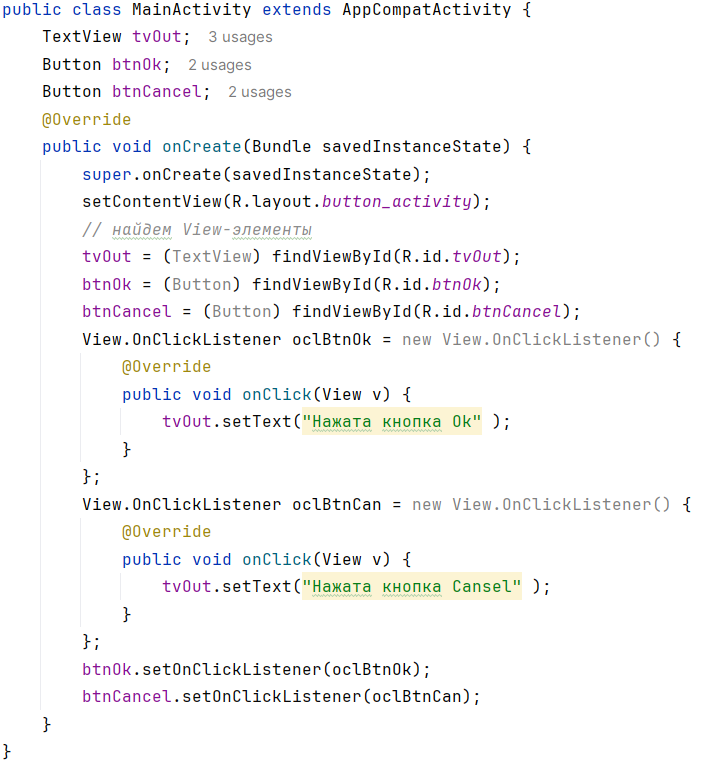 public class MainActivity extends AppCompatActivity {
    TextView tvOut;  3 usages
    Button btnOk;  2 usages
    Button btnCancel;  2 usages
    @Override
    public void onCreate(Bundle savedInstanceState) {
        super.onCreate(savedInstanceState);
        setContentView(R.layout.button_activity);
        // найдем View-элементы
        tvOut = (TextView) findViewById(R.id.tvOut);
        btnOk = (Button) findViewById(R.id.btnOk);
        btnCancel = (Button) findViewById(R.id.btnCancel);
        View.OnClickListener oclBtnOk = new View.OnClickListener() {
            @Override
            public void onClick(View v) {
                tvOut.setText("Нажата кнопка Ok" );
            }
        };
        View.OnClickListener oclBtnCan = new View.OnClickListener() {
            @Override
            public void onClick(View v) {
                tvOut.setText("Нажата кнопка Cansel" );
            }
        };
        btnOk.setOnClickListener(oclBtnOk);
        btnCancel.setOnClickListener(oclBtnCan);
    }
}